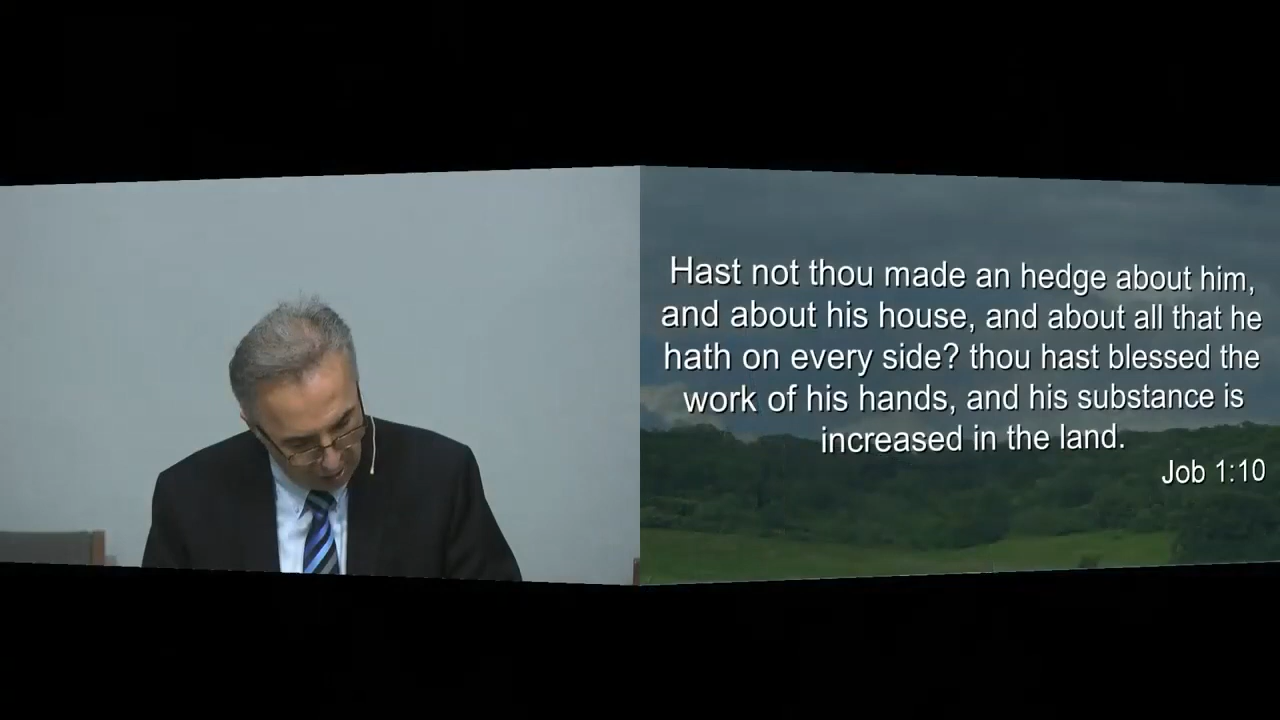 Hast not thou made an hedge about him,
and about his house, and about all that he
hath on every side? thou hast blessed the
work of his hands, and his substance is
increased in the land.
Job 1:10